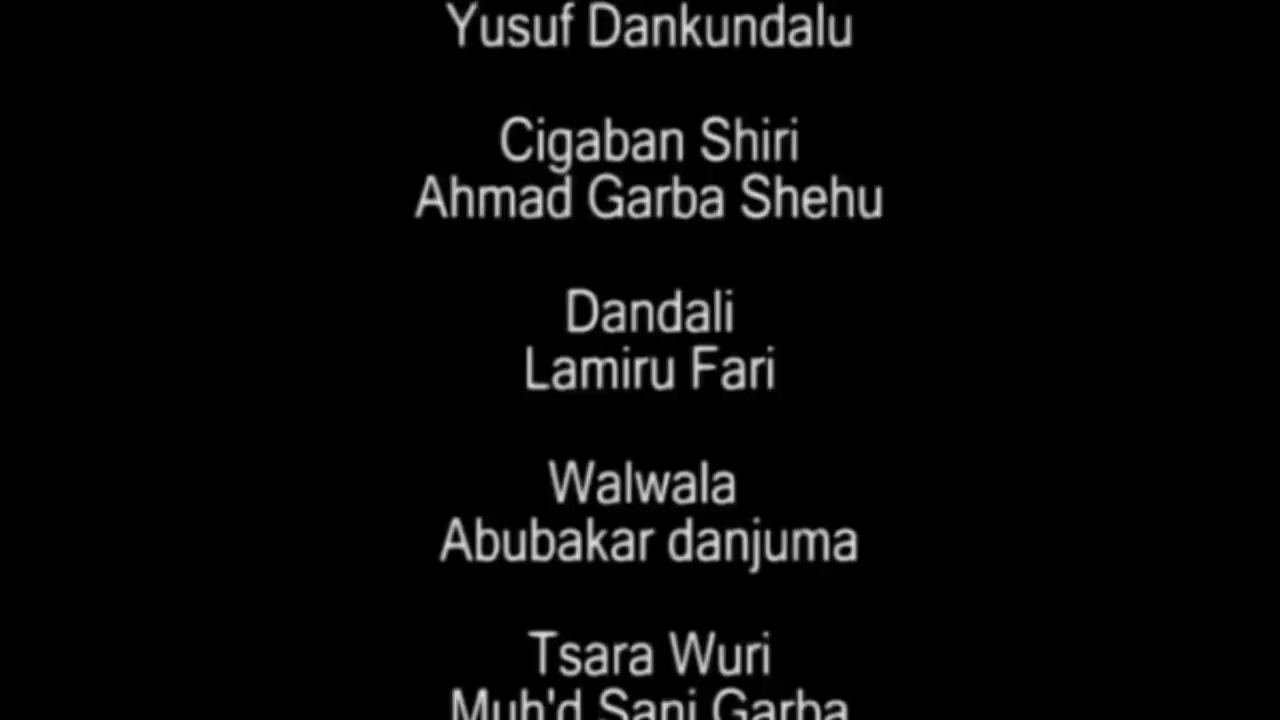 Yusuf Dankundalu
Cigaban Shiri
Ahmad Garba Shehu
Dandali
Lamiru Fari
Walwala
Abubakar danjuma
Tsara Wuri
Muh'd Sani Garba